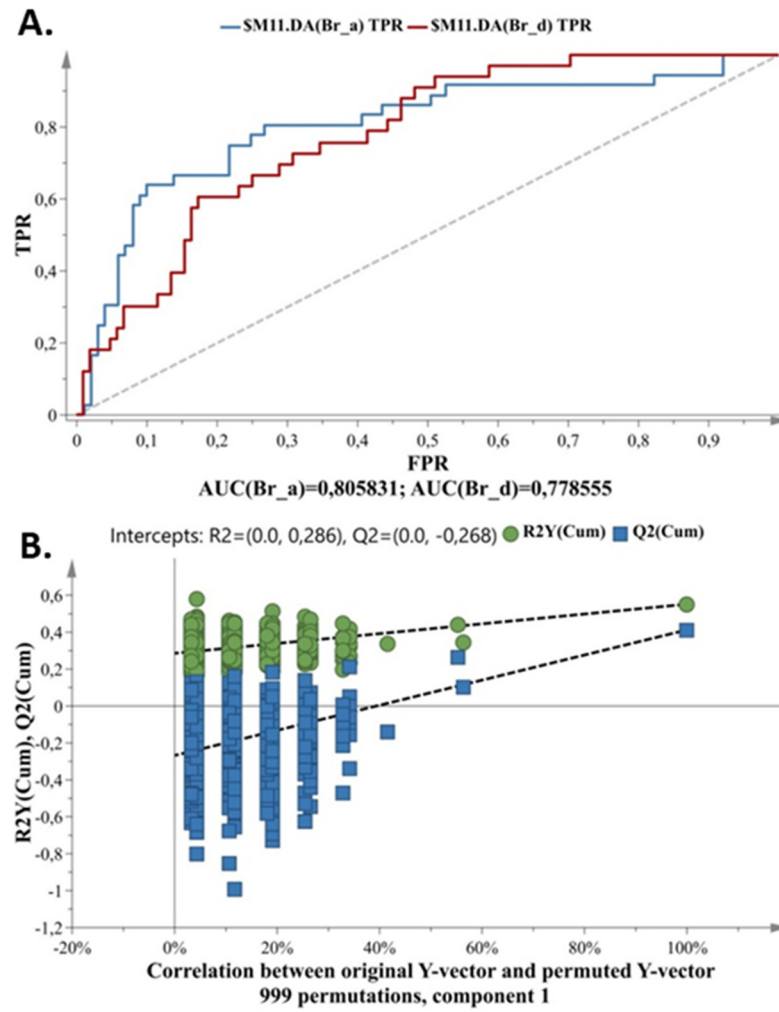 A.
$M11.DA(Br_a) TPR $M11.DA(Br_d) TPR
0,8
0,6
0,4
0,2
0
TPR
0 0,1 0,2 0,3 0,4 0,5 0,6 0,7 0,8 0,9
FPR
AUC(Br_a)=0,805831; AUC(Br_d)=0,778555
B.
Intercepts: R2=(0.0, 0,286), Q2=(0.0, -0,268) R2Y(Cum) Q2(Cum)
0,6
0,4
0,2
0
-0,2
-0,4
-0,6
-0,8
-1
-1,2
R2Y(Cum), Q2(Cum)
-20% 0% 20% 40% 60% 80% 100%
Correlation between original Y-vector and permuted Y-vector
999 permutations, component 1